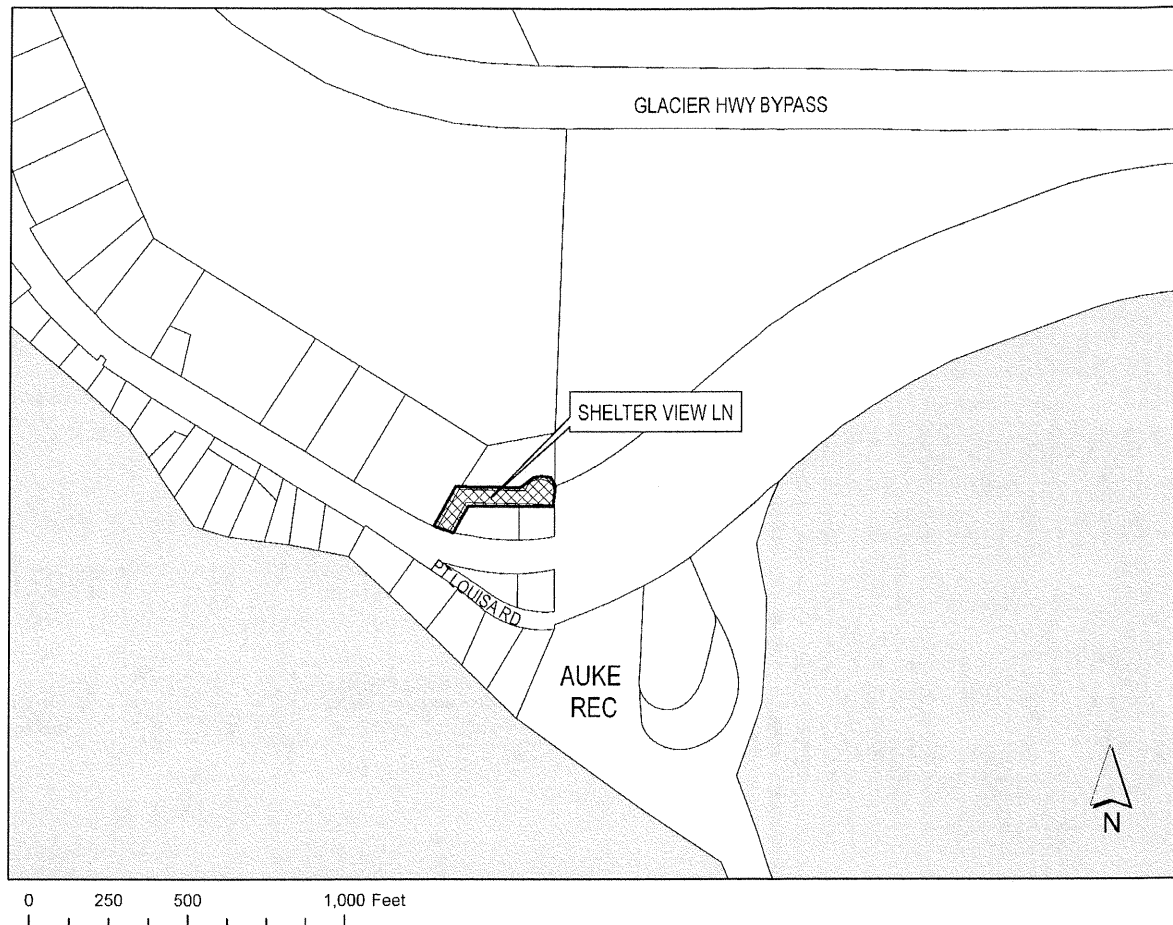 GLACIER HWY BYPASS
SHELTER VIEW LN
PT LOUISA RD
AUKE
REC
N
0 250 500 1,000 Feet